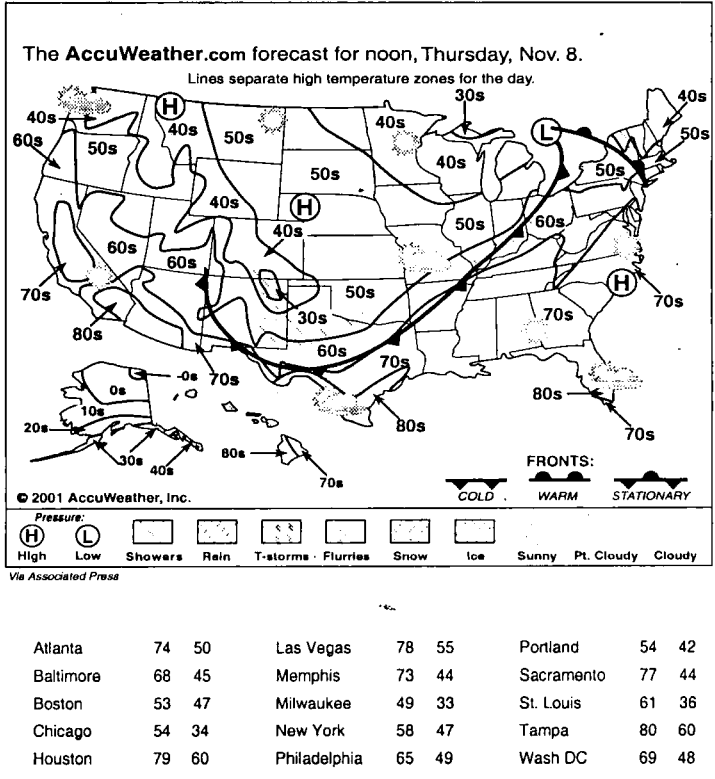 The AccuWeather.com forecast for noon, Thursday, Nov. 8.
Lines separate high temperature zones for the day.
30s 40s
40s H 40s 50s 40s L 50s
60s 50s 50s 40s 50s
40s H 50s 60s
60s 60s 40s
70s 80s 30s 50s H 70s
60s 70s 70s
-0s 70s
0s
10s 80s 80s
20s 70s
30s 40s 80s 70s
FRONTS:
© 2001 AccuWeather, Inc. COLD WARM STATIONARY
Pressure:
H L
High Low Showers Rain T-storms Flurries Snow Ice Sunny Pt. Cloudy Cloudy
Via Associated Press
Atlanta 74 50 Las Vegas 78 55 Portland 54 42
Baltimore 68 45 Memphis 73 44 Sacramento 77 44
Boston 53 47 Milwaukee 49 33 St. Louis 61 36
Chicago 54 34 New York 58 47 Tampa 80 60
Houston 79 60 Philadelphia 65 49 Wash DC 69 48